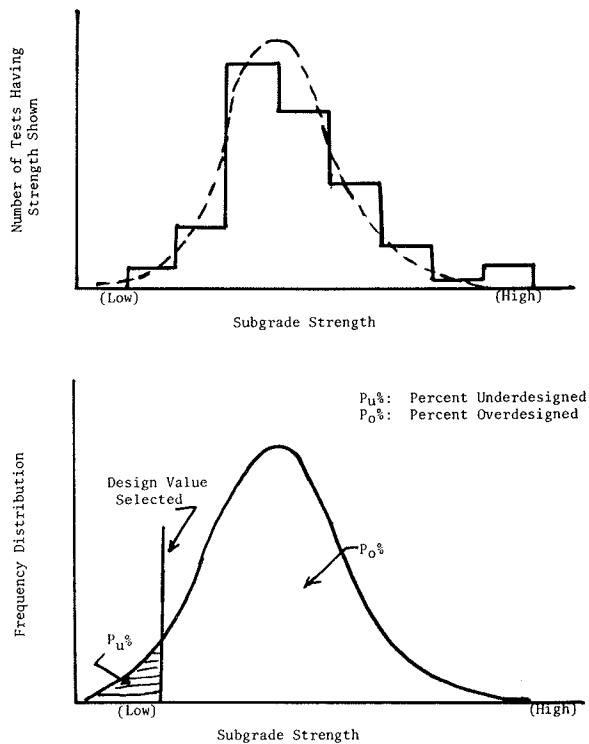 Number of Tests Having
Strength Shown
(Low)
(High)
Subgrade Strength
Pu%: Percent Underdesigned
Po%: Percent Overdesigned
Design Value
Selected
Frequency Distribution
Po%
Pu%
(Low)
(High)
Subgrade Strength